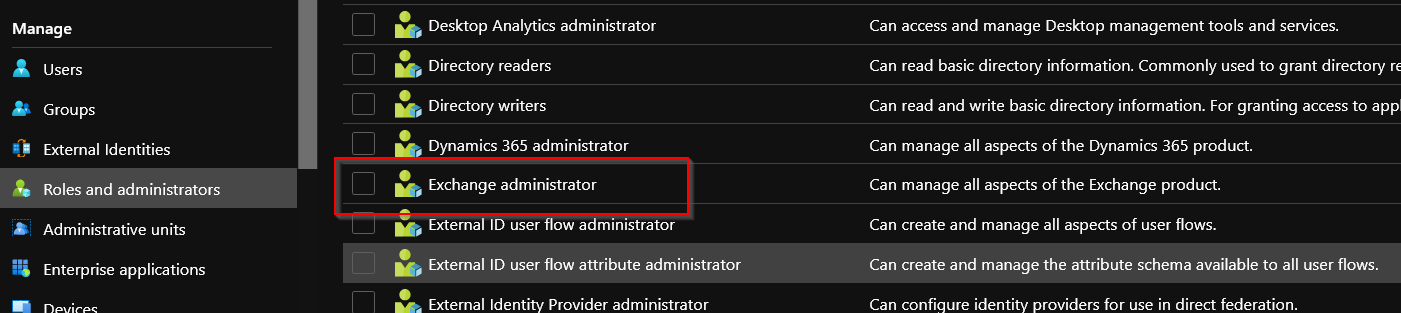 Manage
Users
Groups
External Identities
Roles and administrators
Administrative units
Enterprise applications
Devices
Desktop Analytics administrator Can access and manage Desktop management tools and services.
Directory readers Can read basic directory information. Commonly used to grant directory re
Directory writers Can read and write basic directory information. For granting access to appl
Dynamics 365 administrator Can manage all aspects of the Dynamics 365 product.
Exchange administrator Can manage all aspects of the Exchange product.
External ID user flow administrator Can create and manage all aspects of user flows.
External ID user flow attribute administrator Can create and manage the attribute schema available to all user flows.
External Identity Provider administrator Can configure identity providers for use in direct federation.